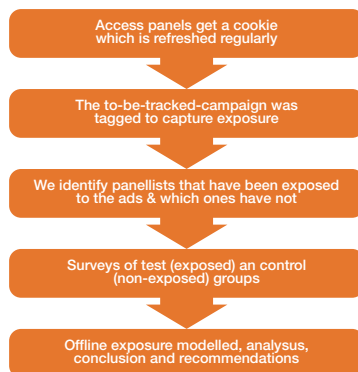 Access panels get a cookie
which is refreshed regularly
The to-be-tracked-campaign was
tagged to capture exposure
We identify panellists that have been exposed
to the ads & which ones have not
Surveys of test (exposed) an control
(non-exposed) groups
Offline exposure modelled, analysus,
conclusion and recommendations